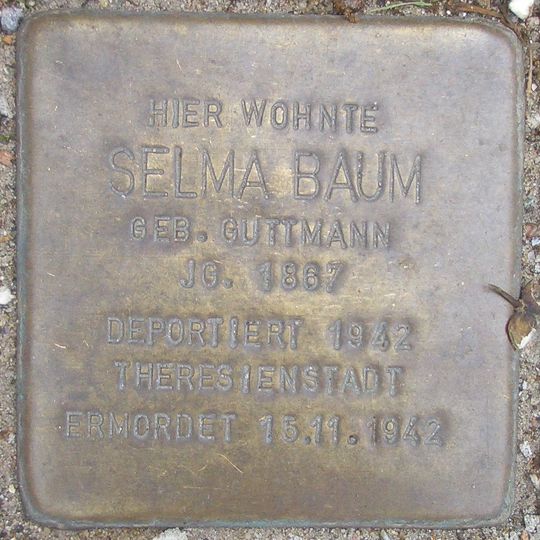 HIER WOHNTE
SELMA BAUM
GEB. GUTTMANN
JG. 1867
DEPORTIERT 1942
THERESIENSTADT
ERMORDET 15.11.1942